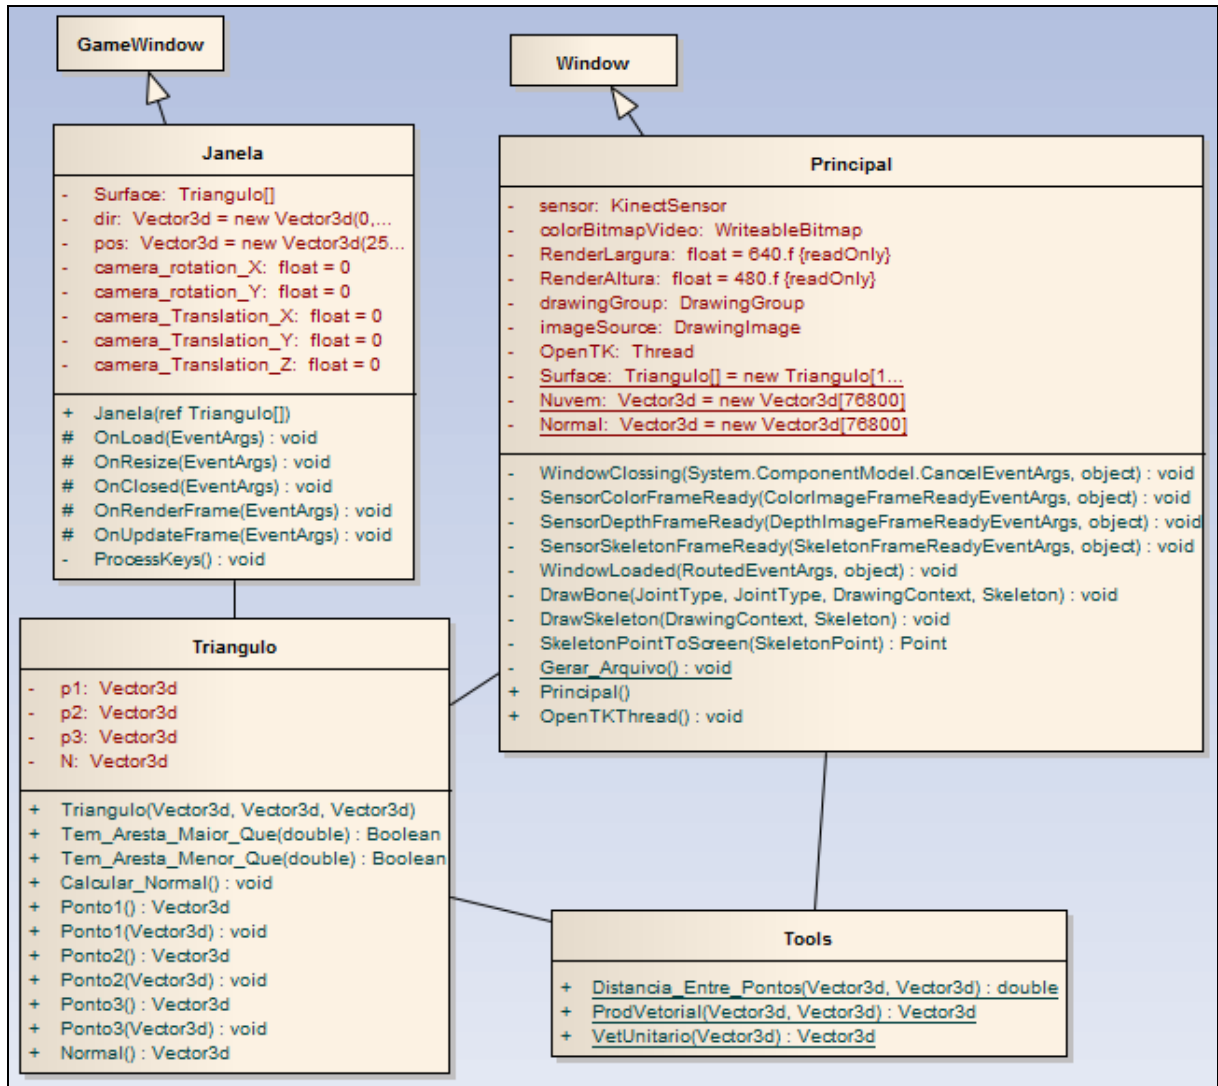 GameWindow
Janela
- Surface: Triangulo[]
- dir: Vector3d = new Vector3d(0,...
- pos: Vector3d = new Vector3d(25...
- camera_rotation_X: float = 0
- camera_rotation_Y: float = 0
- camera_Translation_X: float = 0
- camera_Translation_Y: float = 0
- camera_Translation_Z: float = 0
+ Janela(ref Triangulo[])
# OnLoad(EventArgs) : void
# OnResize(EventArgs) : void
# OnClosed(EventArgs) : void
# OnRenderFrame(EventArgs) : void
# OnUpdateFrame(EventArgs) : void
- ProcessKeys() : void
Window
Principal
- sensor: KinectSensor
- colorBitmapVideo: WriteableBitmap
- RenderLargura: float = 640.f {readOnly}
- RenderAltura: float = 480.f {readOnly}
- drawingGroup: DrawingGroup
- imageSource: DrawingImage
- OpenTK: Thread
- Surface: Triangulo[] = new Triangulo[1...
- Nuvem: Vector3d = new Vector3d[76800]
- Normal: Vector3d = new Vector3d[76800]
- WindowClossing(System.ComponentModel.CancelEventArgs, object) : void
- SensorColorFrameReady(ColorImageFrameReadyEventArgs, object) : void
- SensorDepthFrameReady(DepthImageFrameReadyEventArgs, object) : void
- SensorSkeletonFrameReady(SkeletonFrameReadyEventArgs, object) : void
- WindowLoaded(RoutedEventArgs, object) : void
- DrawBone(JointType, JointType, DrawingContext, Skeleton) : void
- DrawSkeleton(DrawingContext, Skeleton) : void
- SkeletonPointToScreen(SkeletonPoint) : Point
- Gerar_Arquivo() : void
+ Principal()
+ OpenTKThread() : void
Triangulo
- p1: Vector3d
- p2: Vector3d
- p3: Vector3d
- N: Vector3d
+ Triangulo(Vector3d, Vector3d, Vector3d)
+ Tem_Aresta_Maior_Que(double) : Boolean
+ Tem_Aresta_Menor_Que(double) : Boolean
+ Calcular_Normal() : void
+ Ponto1() : Vector3d
+ Ponto1(Vector3d) : void
+ Ponto2() : Vector3d
+ Ponto2(Vector3d) : void
+ Ponto3() : Vector3d
+ Ponto3(Vector3d) : void
+ Normal() : Vector3d
Tools
+ Distancia_Entre_Pontos(Vector3d, Vector3d) : double
+ ProdVetorial(Vector3d, Vector3d) : Vector3d
+ VetUnitario(Vector3d) : Vector3d